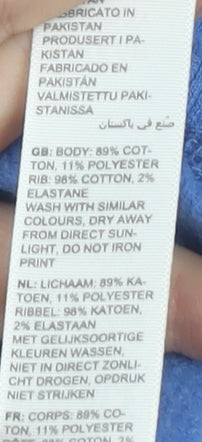 FABRICATO IN
PAKISTAN
PRODUSERT I PA-
KISTAN
FABRICADO EN
PAKISTÁN
VALMISTETTU PAKI-
STANISSA
صنع في باكستان
GB: BODY: 89% COT-
TON, 11% POLYESTER
RIB: 98% COTTON, 2%
ELASTANE
WASH WITH SIMILAR
COLOURS, DRY AWAY
FROM DIRECT SUN-
LIGHT, DO NOT IRON
PRINT
NL: LICHAAM: 89% KA-
TOEN, 11% POLYESTER
RIBBEL: 98% KATOEN,
2% ELASTAAN
MET GELIJKSOORTIGE
KLEUREN WASSEN,
NIET IN DIRECT ZONLI-
CHT DROGEN, OPDRUK
NIET STRIJKEN
FR: CORPS: 89% CO-
TON, 11% POLYESTER